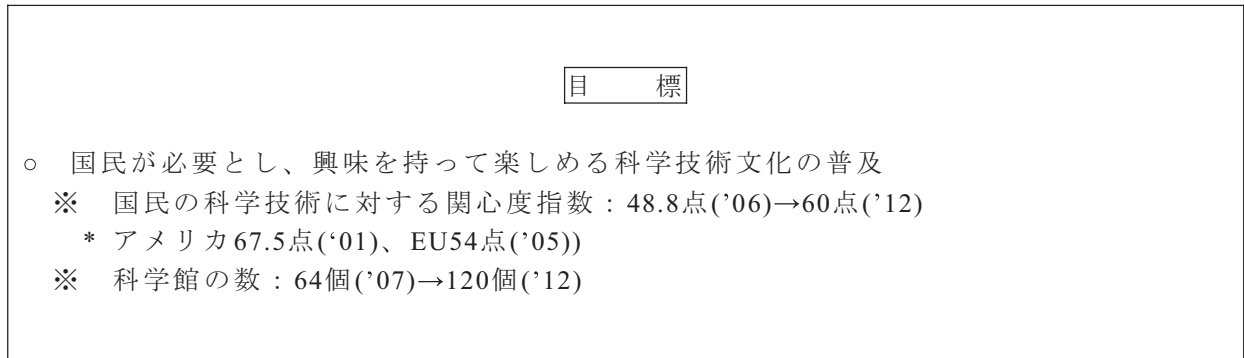 目　標
○　国民が必要とし、興味を持って楽しめる科学技術文化の普及
※　国民の科学技術に対する関心度指数：48.8点(’06)→60点(’12)
* アメリカ67.5点(‘01)、EU54点(’05))
※　科学館の数：64個(’07)→120個(’12)